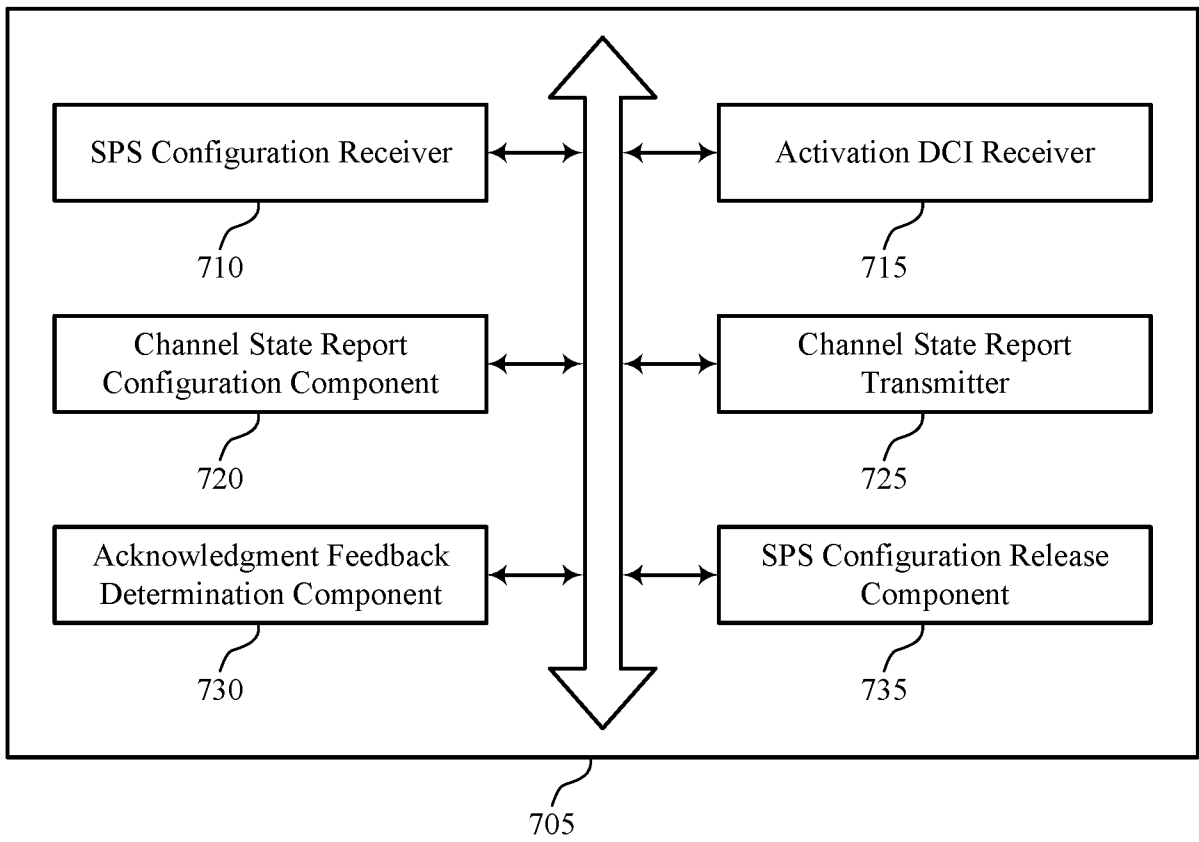 SPS Configuration Receiver
710
Activation DCI Receiver
715
Channel State Report
Configuration Component
720
Channel State Report
Transmitter
725
Acknowledgment Feedback
Determination Component
730
SPS Configuration Release
Component
735
705